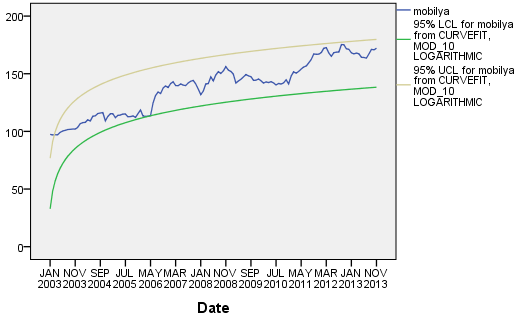 200
150
100
50
0
JAN 2003
NOV 2003
SEP 2004
JUL 2005
MAY 2006
MAR 2007
JAN 2008
NOV 2008
SEP 2009
JUL 2010
MAY 2011
MAR 2012
JAN 2013
NOV 2013
Date
mobilya
95% LCL for mobilya
from CURVEFIT,
MOD_10
LOGARITHMIC
95% UCL for mobilya
from CURVEFIT,
MOD_10
LOGARITHMIC